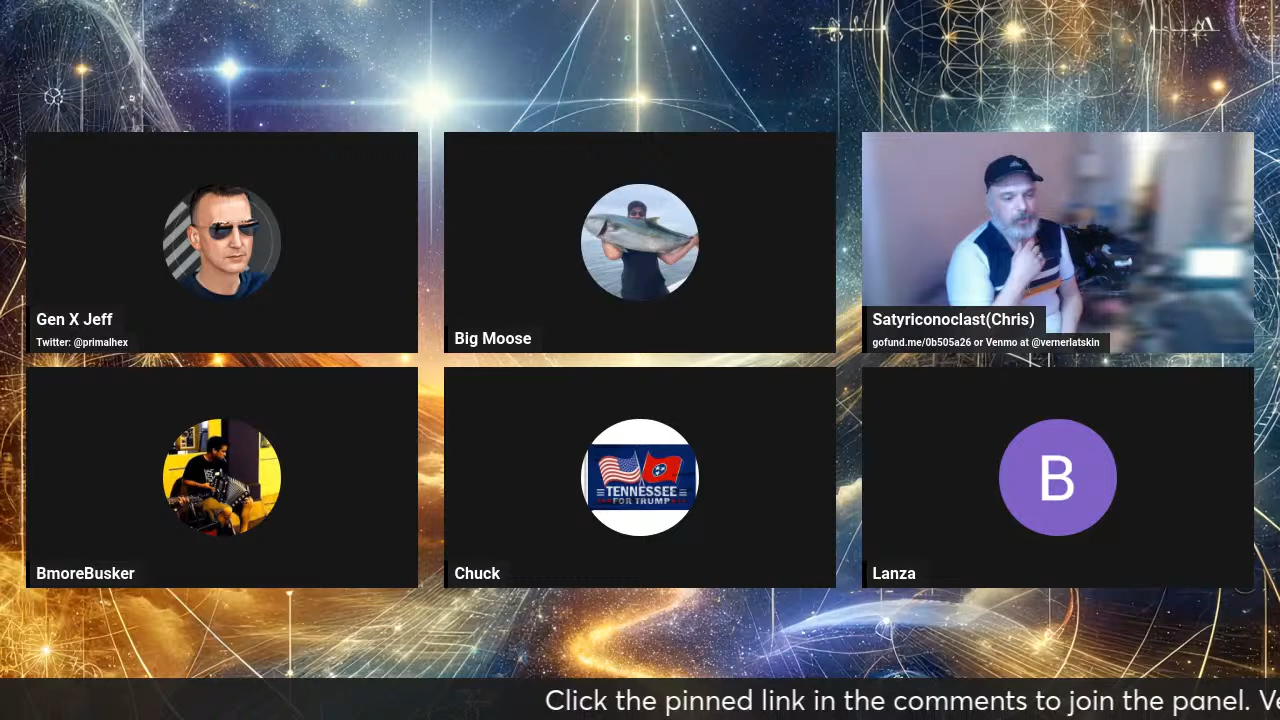 Gen X Jeff
Twitter: @primalhex
Big Moose
Satyriconoclast(Chris)
gofund.me/0b505a26 or Venmo at @vernerlatskin
BmoreBusker
TENNESSEE
FOR TRUMP
Chuck
B
Lanza
Click the pinned link in the comments to join the panel.